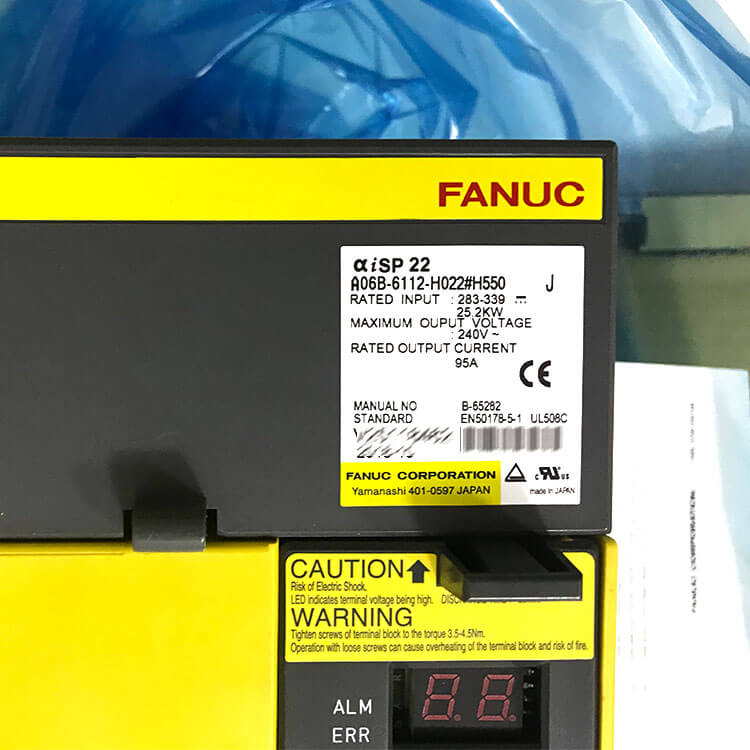 FANUC
αiSP 22
A06B-6112-H022#H550 J
RATED INPUT : 283-339 ⎓
25.2KW
MAXIMUM OUPUT VOLTAGE
: 240V ~
RATED OUTPUT CURRENT
95A
CE
MANUAL NO B-65282
STANDARD EN50178-5-1 UL508C
FANUC CORPORATION
Yamanashi 401-0597 JAPAN
c UR US
MADE IN JAPAN
CAUTION
Risk of Electric Shock.
LED indicates terminal voltage being high.
WARNING
Tighten screws of terminal block to the torque 3.5-4.5Nm.
Operation with loose screws can cause overheating of the terminal block and risk of fire.
ALM
ERR